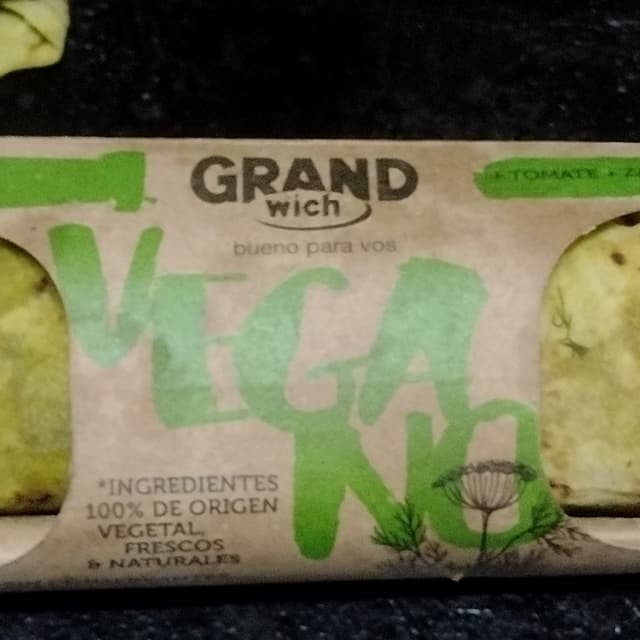 GRAND
wich
bueno para vos
+ TOMATE +
VEGA
NO
*INGREDIENTES
100% DE ORIGEN
VEGETAL,
FRESCOS
& NATURALES